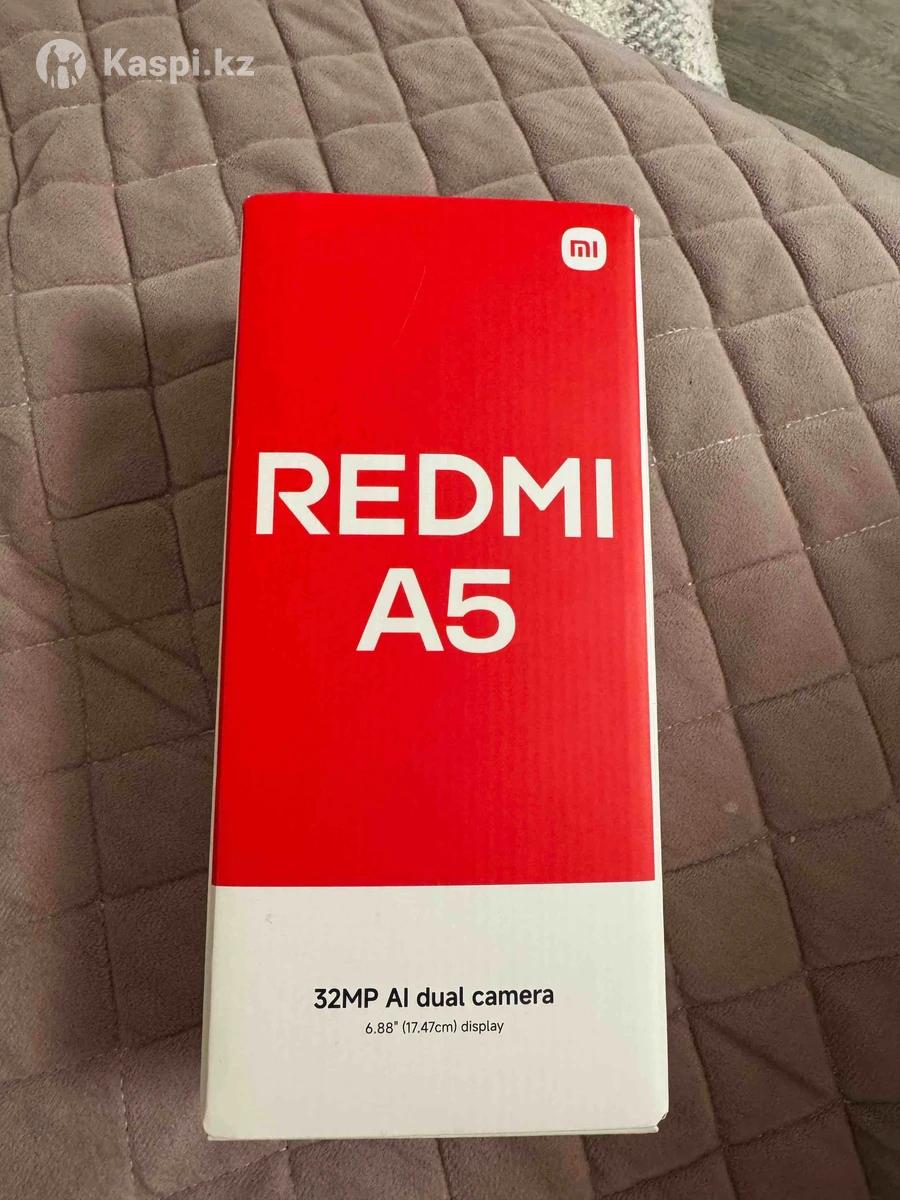 Kaspi.kz
mi
REDMI
A5
32MP AI dual camera
6.88" (17.47cm) display